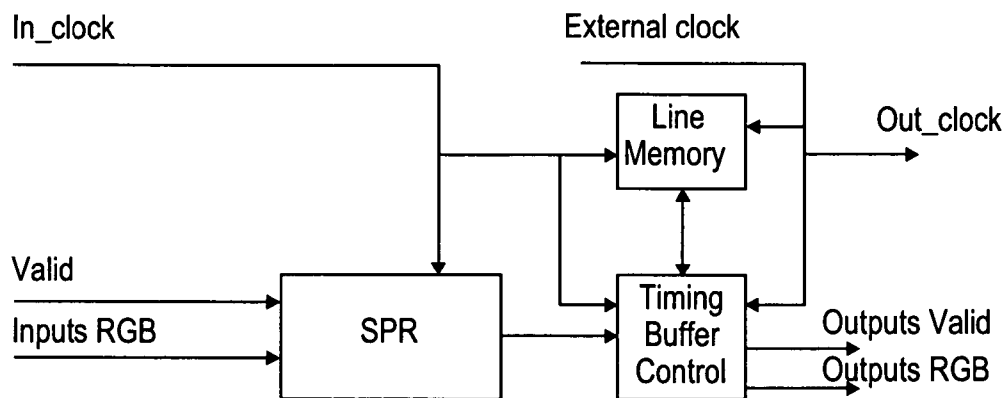 In_clock
External clock
Line
Memory
Out_clock
Valid
Inputs RGB
SPR
Timing
Buffer
Control
Outputs Valid
Outputs RGB